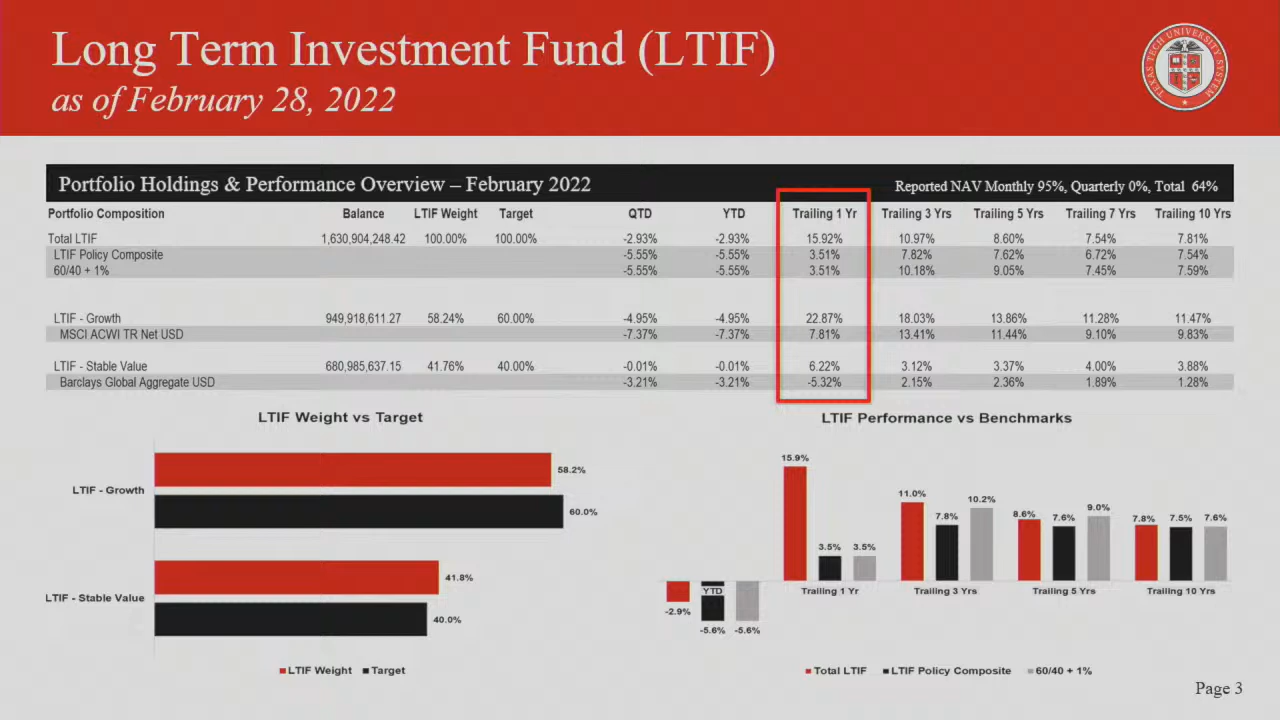 Long Term Investment Fund (LTIF)
as of February 28, 2022
TEXAS TECH UNIVERSITY SYSTEM
Portfolio Holdings & Performance Overview – February 2022 Reported NAV Monthly 95%, Quarterly 0%, Total 64%
Portfolio Composition Balance LTIF Weight Target QTD YTD Trailing 1 Yr Trailing 3 Yrs Trailing 5 Yrs Trailing 7 Yrs Trailing 10 Yrs
Total LTIF 1,630,904,248.42 100.00% 100.00% -2.93% -2.93% 15.92% 10.97% 8.60% 7.54% 7.81%
LTIF Policy Composite -5.55% -5.55% 3.51% 7.82% 7.62% 6.72% 7.54%
60/40 + 1% -5.55% -5.55% 3.51% 10.18% 9.05% 7.45% 7.59%
LTIF - Growth 949,918,611.27 58.24% 60.00% -4.95% -4.95% 22.87% 18.03% 13.86% 11.28% 11.47%
MSCI ACWI TR Net USD -7.37% -7.37% 7.81% 13.41% 11.44% 9.10% 9.83%
LTIF - Stable Value 680,985,637.15 41.76% 40.00% -0.01% -0.01% 6.22% 3.12% 3.37% 4.00% 3.88%
Barclays Global Aggregate USD -3.21% -3.21% -5.32% 2.15% 2.36% 1.89% 1.28%
LTIF Weight vs Target
LTIF - Growth
58.2%
60.0%
LTIF - Stable Value
41.8%
40.0%
LTIF Weight Target
LTIF Performance vs Benchmarks
15.9%
11.0% 10.2%
8.6% 7.6% 9.0%
7.8% 7.8% 7.5% 7.6%
3.5% 3.5%
YTD Trailing 1 Yr Trailing 3 Yrs Trailing 5 Yrs Trailing 10 Yrs
-2.9%
-5.6% -5.6%
Total LTIF LTIF Policy Composite 60/40 + 1%
Page 3